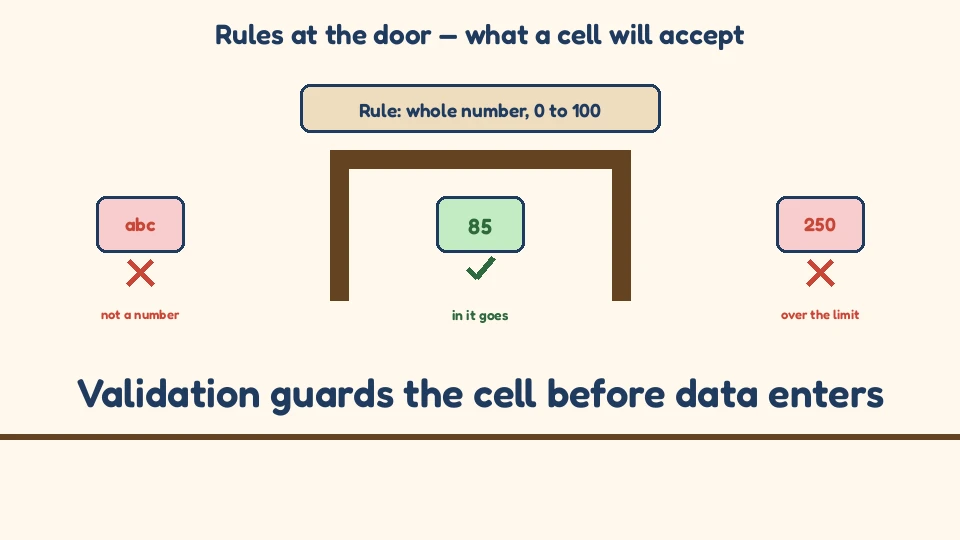 Rules at the door — what a cell will accept
Rule: whole number, 0 to 100
abc
85
250
not a number
in it goes
over the limit
Validation guards the cell before data enters